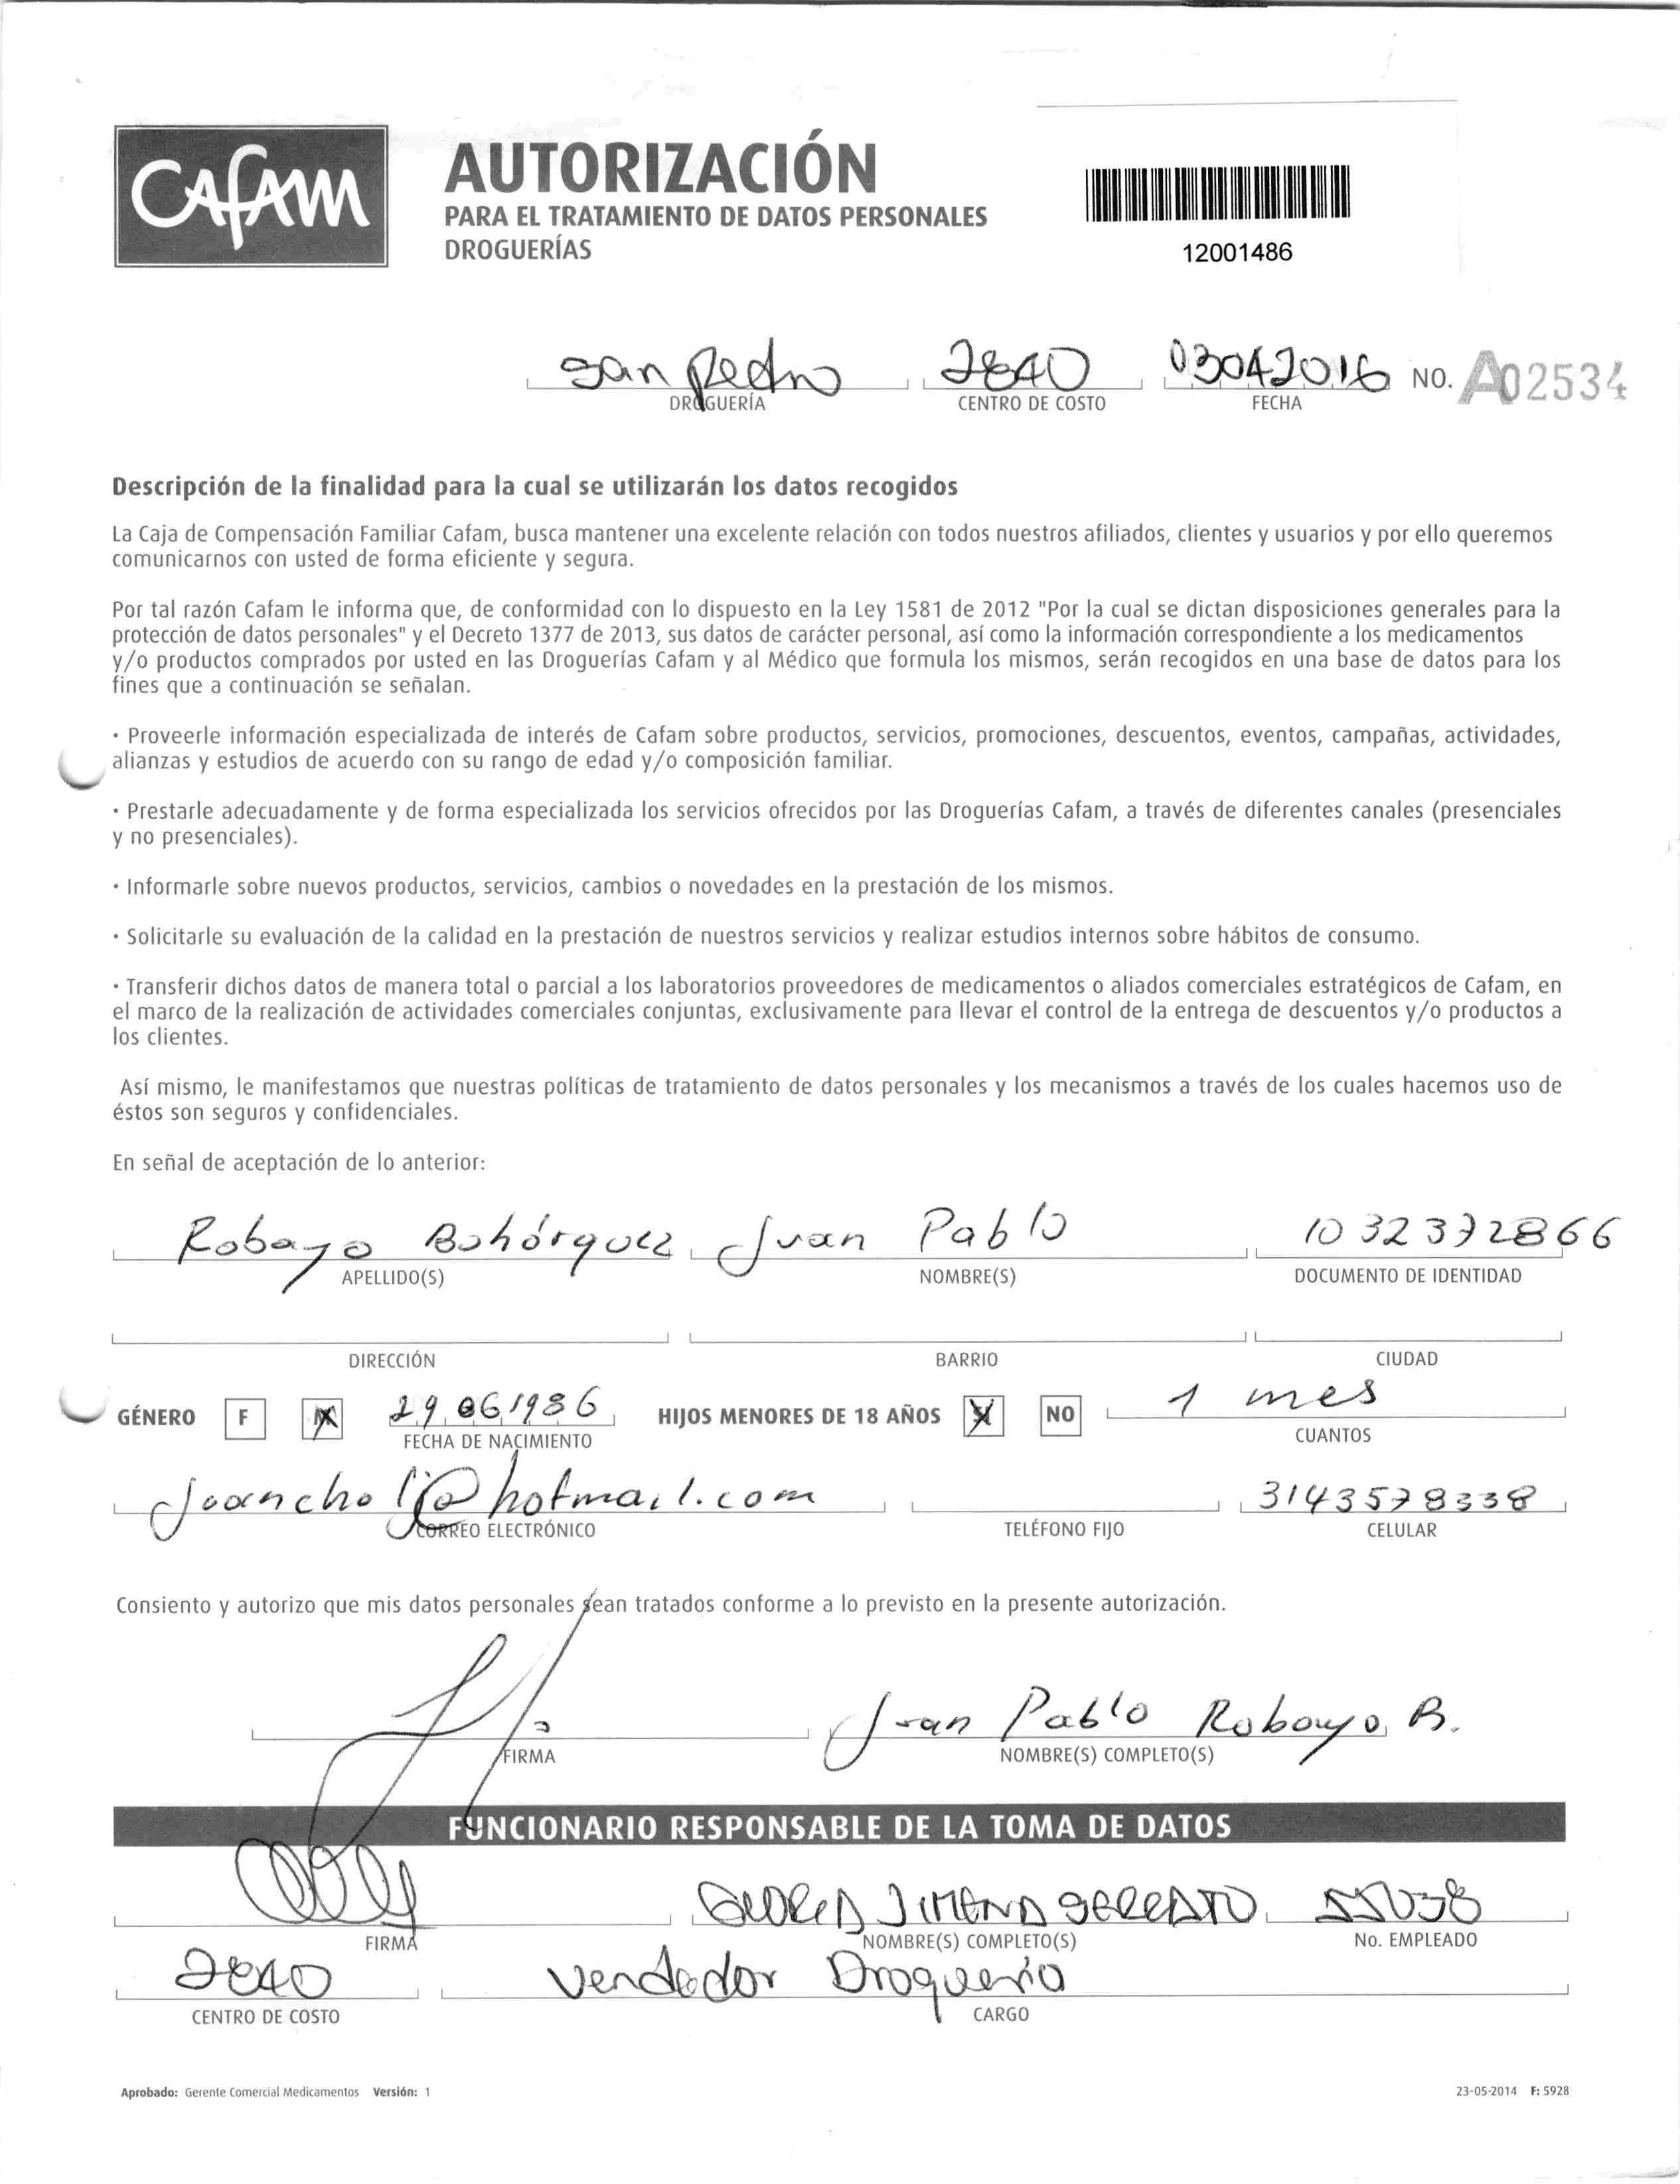 CAFAM
AUTORIZACIÓN
PARA EL TRATAMIENTO DE DATOS PERSONALES
DROGUERÍAS
12001486
san pedro 2840 03042016 NO. A02534
DROGUERÍA CENTRO DE COSTO FECHA
Descripción de la finalidad para la cual se utilizarán los datos recogidos
La Caja de Compensación Familiar Cafam, busca mantener una excelente relación con todos nuestros afiliados, clientes y usuarios y por ello queremos
comunicarnos con usted de forma eficiente y segura.
Por tal razón Cafam le informa que, de conformidad con lo dispuesto en la Ley 1581 de 2012 "Por la cual se dictan disposiciones generales para la
protección de datos personales" y el Decreto 1377 de 2013, sus datos de carácter personal, así como la información correspondiente a los medicamentos
y/o productos comprados por usted en las Droguerías Cafam y al Médico que formula los mismos, serán recogidos en una base de datos para los
fines que a continuación se señalan.
· Proveerle información especializada de interés de Cafam sobre productos, servicios, promociones, descuentos, eventos, campañas, actividades,
alianzas y estudios de acuerdo con su rango de edad y/o composición familiar.
· Prestarle adecuadamente y de forma especializada los servicios ofrecidos por las Droguerías Cafam, a través de diferentes canales (presenciales
y no presenciales).
· Informarle sobre nuevos productos, servicios, cambios o novedades en la prestación de los mismos.
· Solicitarle su evaluación de la calidad en la prestación de nuestros servicios y realizar estudios internos sobre hábitos de consumo.
· Transferir dichos datos de manera total o parcial a los laboratorios proveedores de medicamentos o aliados comerciales estratégicos de Cafam, en
el marco de la realización de actividades comerciales conjuntas, exclusivamente para llevar el control de la entrega de descuentos y/o productos a
los clientes.
Así mismo, le manifestamos que nuestras políticas de tratamiento de datos personales y los mecanismos a través de los cuales hacemos uso de
éstos son seguros y confidenciales.
En señal de aceptación de lo anterior:
Robayo Bohórquez Juan Pablo 1032372866
APELLIDO(S) NOMBRE(S) DOCUMENTO DE IDENTIDAD
DIRECCIÓN BARRIO CIUDAD
GÉNERO F 29 06 1986 HIJOS MENORES DE 18 AÑOS NO 1 mes
FECHA DE NACIMIENTO CUANTOS
@hotmail.com 3143578338
CORREO ELECTRÓNICO TELÉFONO FIJO CELULAR
Consiento y autorizo que mis datos personales sean tratados conforme a lo previsto en la presente autorización.
Juan Pablo Robayo B.
FIRMA NOMBRE(S) COMPLETO(S)
FUNCIONARIO RESPONSABLE DE LA TOMA DE DATOS
JIMENA 55038
FIRMA NOMBRE(S) COMPLETO(S) No. EMPLEADO
2840 Vendedor Droguería
CENTRO DE COSTO CARGO
Aprobado: Gerente Comercial Medicamentos Versión: 1 23-05-2014 F: 5928